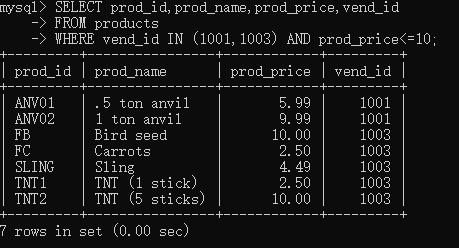 mysql> SELECT prod_id,prod_name,prod_price,vend_id
    -> FROM products
    -> WHERE vend_id IN (1001,1003) AND prod_price<=10;
+---------+----------------+------------+---------+
| prod_id | prod_name      | prod_price | vend_id |
+---------+----------------+------------+---------+
| ANV01   | .5 ton anvil   |       5.99 |    1001 |
| ANV02   | 1 ton anvil    |       9.99 |    1001 |
| FB      | Bird seed      |      10.00 |    1003 |
| FC      | Carrots        |       2.50 |    1003 |
| SLING   | Sling          |       4.49 |    1003 |
| TNT1    | TNT (1 stick)  |       2.50 |    1003 |
| TNT2    | TNT (5 sticks) |      10.00 |    1003 |
+---------+----------------+------------+---------+
7 rows in set (0.00 sec)